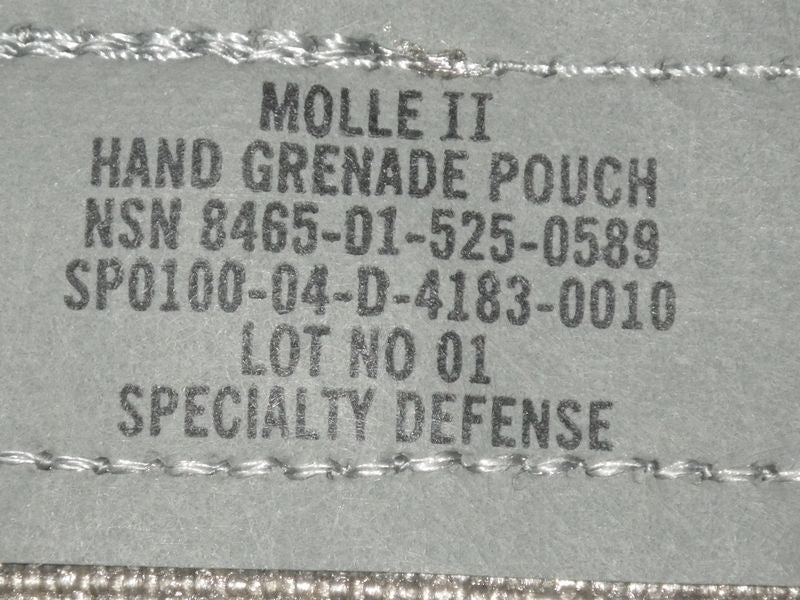 MOLLE II
HAND GRENADE POUCH
NSN 8465-01-525-0589
SP0100-04-D-4183-0010
LOT NO 01
SPECIALTY DEFENSE